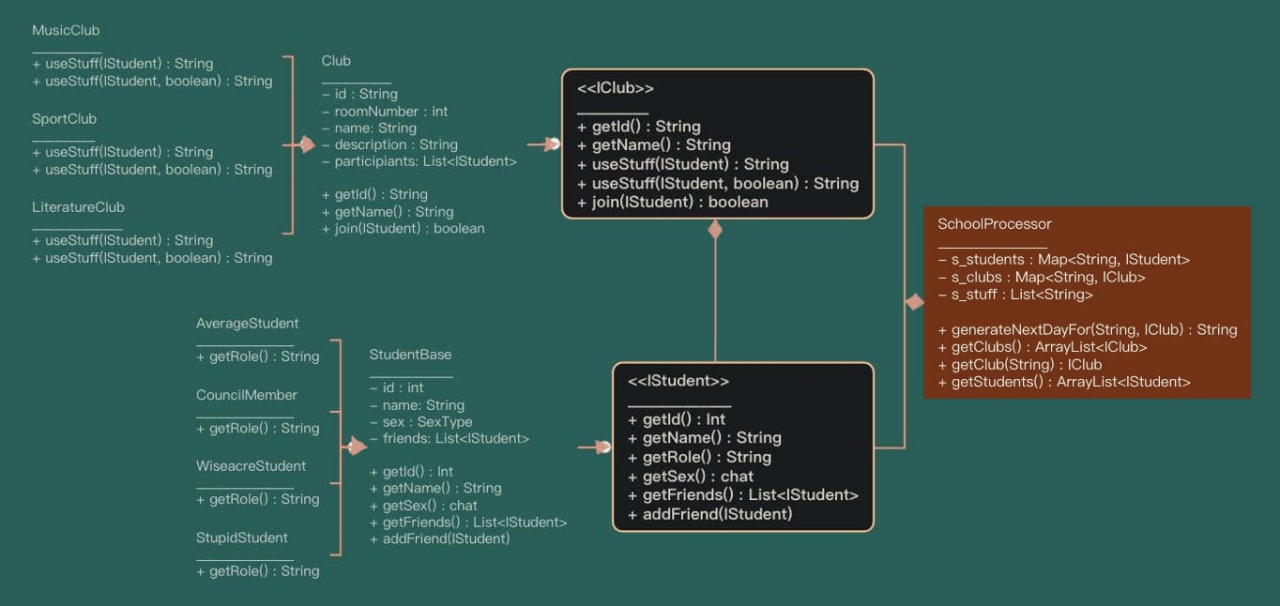 MusicClub
+ useStuff(IStudent) : String
+ useStuff(IStudent, boolean) : String
SportClub
+ useStuff(IStudent) : String
+ useStuff(IStudent, boolean) : String
LiteratureClub
+ useStuff(IStudent) : String
+ useStuff(IStudent, boolean) : String
Club
- id : String
- roomNumber : int
- name: String
- description : String
- participiants: List<IStudent>
+ getId() : String
+ getName() : String
+ join(IStudent) : boolean
<<IClub>>
+ getId() : String
+ getName() : String
+ useStuff(IStudent) : String
+ useStuff(IStudent, boolean) : String
+ join(IStudent) : boolean
SchoolProcessor
- s_students : Map<String, IStudent>
- s_clubs : Map<String, IClub>
- s_stuff : List<String>
+ generateNextDayFor(String, IClub) : String
+ getClubs() : ArrayList<IClub>
+ getClub(String) : IClub
+ getStudents() : ArrayList<IStudent>
AverageStudent
+ getRole() : String
CouncilMember
+ getRole() : String
WiseacreStudent
+ getRole() : String
StupidStudent
+ getRole() : String
StudentBase
- id : int
- name: String
- sex : SexType
- friends: List<IStudent>
+ getId() : Int
+ getName() : String
+ getSex() : chat
+ getFriends() : List<IStudent>
+ addFriend(IStudent)
<<IStudent>>
+ getId() : Int
+ getName() : String
+ getRole() : String
+ getSex() : chat
+ getFriends() : List<IStudent>
+ addFriend(IStudent)